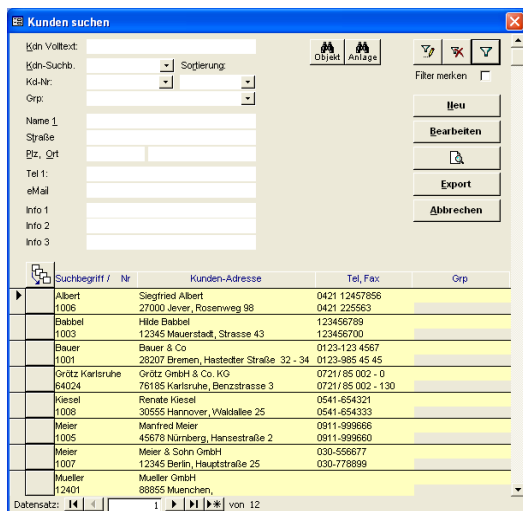 Kunden suchen
Kdn Volltext:
Objekt Anlage
Kdn-Suchb. Sortierung:
Filter merken
Kd-Nr:
Grp:
Neu
Name 1
Bearbeiten
Straße
Plz, Ort
Tel 1:
Export
eMail
Abbrechen
Info 1
Info 2
Info 3
Suchbegriff / Nr Kunden-Adresse Tel, Fax Grp
Albert Siegfried Albert 0421 12457856
1006 27000 Jever, Rosenweg 98 0421 225563
Babbel Hilde Babbel 123456789
1003 12345 Mauerstadt, Strasse 43 123456700
Bauer Bauer & Co 0123-123 4567
1001 28207 Bremen, Hastedter Straße 32 - 34 0123-985 45 45
Grötz Karlsruhe Grötz GmbH & Co. KG 0721/ 85 002 - 0
64024 76185 Karlsruhe, Benzstrasse 3 0721/ 85 002 - 130
Kiesel Renate Kiesel 0541-654321
1008 30555 Hannover, Waldallee 25 0541-654333
Meier Manfred Meier 0911-999666
1005 45678 Nürnberg, Hansestraße 2 0911-999660
Meier Meier & Sohn GmbH 030-556677
1007 12345 Berlin, Hauptstraße 25 030-778899
Mueller Mueller GmbH
12401 88855 Muenchen,
Datensatz: 1 von 12